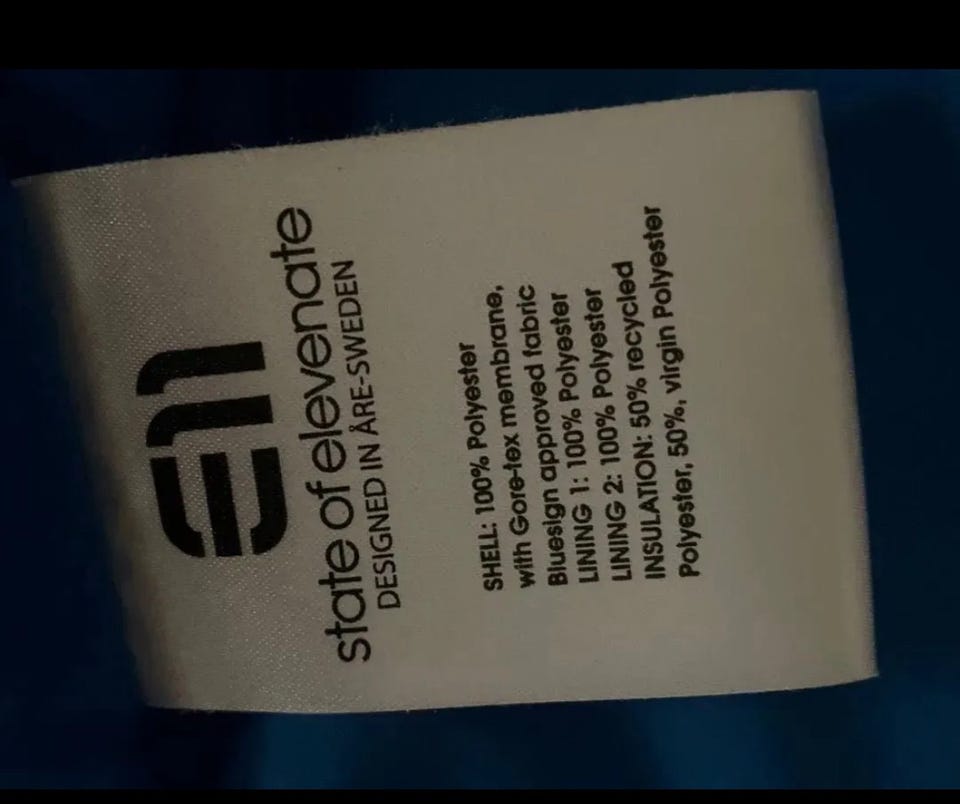 E11
state of elevenate
DESIGNED IN ÅRE-SWEDEN
SHELL: 100% Polyester
with Gore-tex membrane,
Bluesign approved fabric
LINING 1: 100% Polyester
LINING 2: 100% Polyester
INSULATION: 50% recycled
Polyester, 50%, virgin Polyester